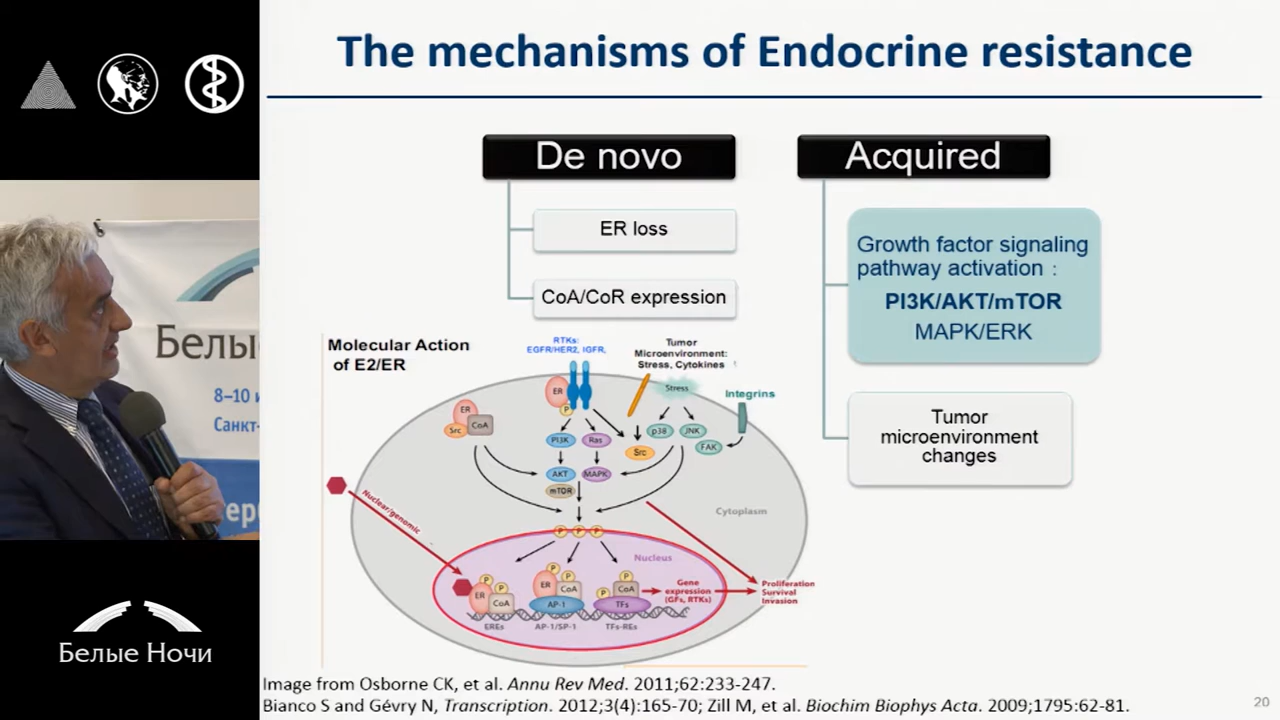 The mechanisms of Endocrine resistance
De novo
ER loss
CoA/CoR expression
Acquired
Growth factor signaling
pathway activation :
PI3K/AKT/mTOR
MAPK/ERK
Tumor
microenvironment
changes
Molecular Action
of E2/ER
RTKs:
EGFR/HER2, IGFR,
Tumor
Microenvironment:
Stress, Cytokines
Stress
Integrins
ER
P
ER
Src
CoA
PI3K
Ras
Src
p38
JNK
FAK
AKT
MAPK
mTOR
Nuclear/genomic
Cytoplasm
P P P
Nucleus
P P
ER
CoA
EREs
P P
ER
CoA
AP-1
AP-1/SP-1
P P
CoA
TFs
TFs-REs
Gene
expression
(GFs, RTKs)
Proliferation
Survival
Invasion
Image from Osborne CK, et al. Annu Rev Med. 2011;62:233-247.
Bianco S and Gévry N, Transcription. 2012;3(4):165-70; Zill M, et al. Biochim Biophys Acta. 2009;1795:62-81.
20
Белы
8–10 и
Санкт-
Белые Ночи